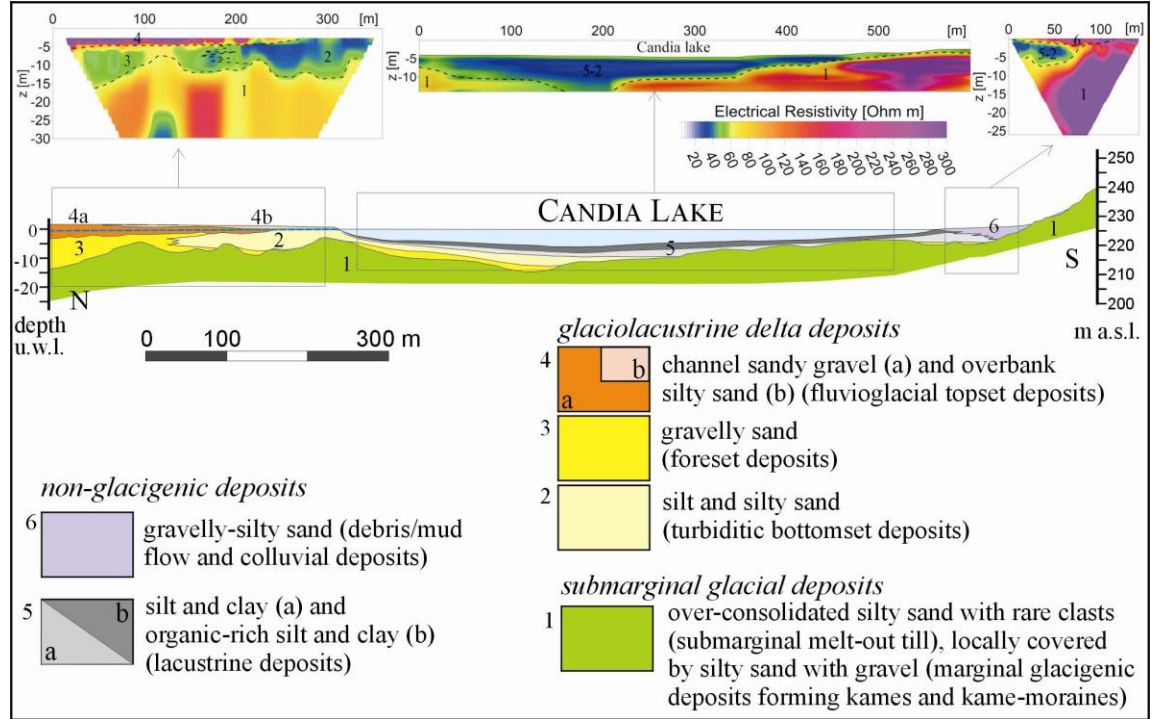 0 100 200 300 [m]
0 100 200 300 400 500 [m]
0 50 100 [m]
4
3
2
1
z [m]
-5
-10
-15
-20
-25
-30
Candia lake
z [m]
-5
-10
1
5-2
1
6
5-2
1
z [m]
-5
-10
-15
-20
-25
Electrical Resistivity [Ohm m]
20 40 60 80 100 120 140 160 180 200 220 240 260 280 300
CANDIA LAKE
4a 4b
3
2
1
5
6
1
0
-10
-20
N
S
250
240
230
220
210
200
depth
u.w.l.
m a.s.l.
0 100 300 m
glaciolacustrine delta deposits
4
a
b
channel sandy gravel (a) and overbank
silty sand (b) (fluvioglacial topset deposits)
3
gravelly sand
(foreset deposits)
2
silt and silty sand
(turbiditic bottomset deposits)
non-glacigenic deposits
6
gravelly-silty sand (debris/mud
flow and colluvial deposits)
5
a
b
silt and clay (a) and
organic-rich silt and clay (b)
(lacustrine deposits)
submarginal glacial deposits
1
over-consolidated silty sand with rare clasts
(submarginal melt-out till), locally covered
by silty sand with gravel (marginal glacigenic
deposits forming kames and kame-moraines)